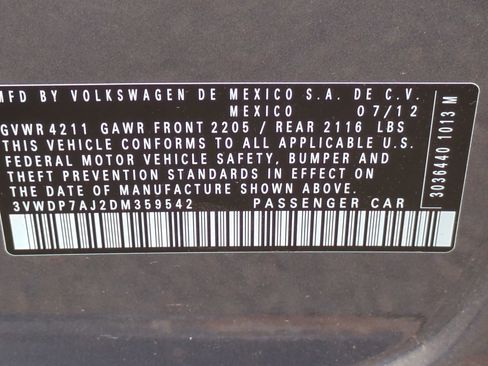 MFD BY VOLKSWAGEN DE MEXICO S.A. DE C.V.
MEXICO 07/12
GVWR 4211 GAWR FRONT 2205 / REAR 2116 LBS
THIS VEHICLE CONFORMS TO ALL APPLICABLE U.S.
FEDERAL MOTOR VEHICLE SAFETY, BUMPER AND
THEFT PREVENTION STANDARDS IN EFFECT ON THE
DATE OF MANUFACTURE SHOWN ABOVE.
3VWDP7AJ2DM359542 PASSENGER CAR
3036440 1013 M